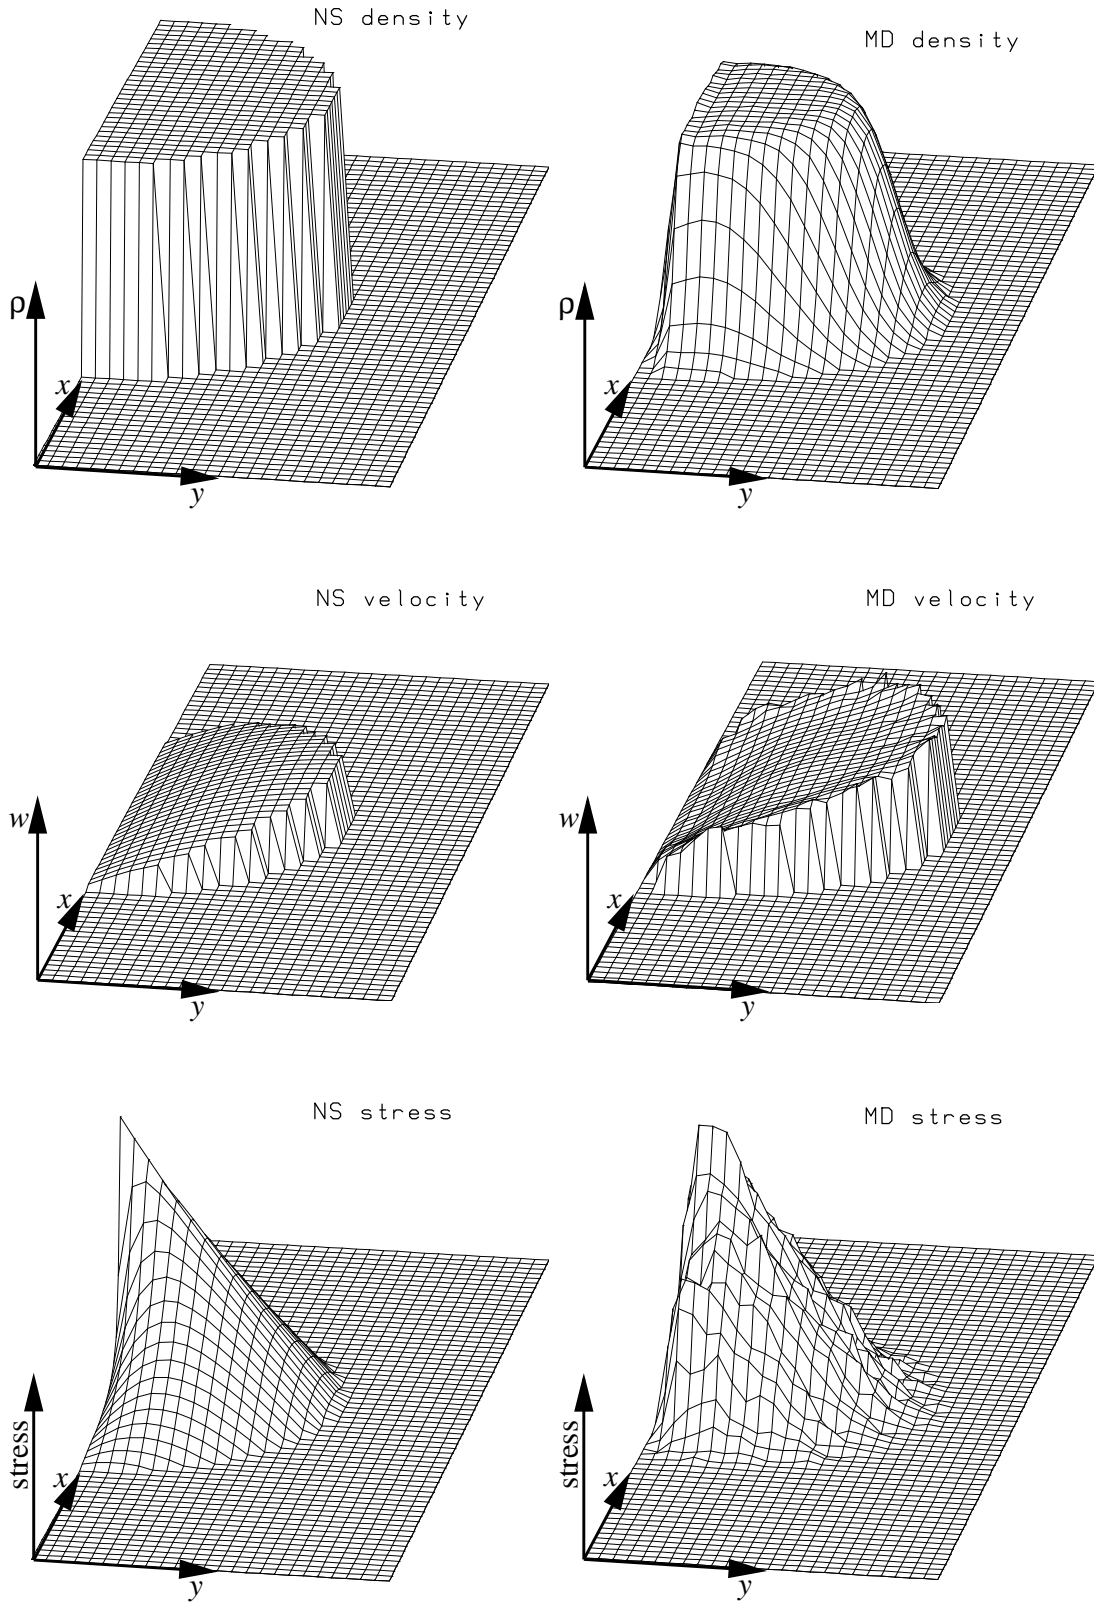 NS density
MD density
ρ
x
y
ρ
x
y
NS velocity
MD velocity
w
x
y
w
x
y
NS stress
MD stress
stress
x
y
stress
x
y